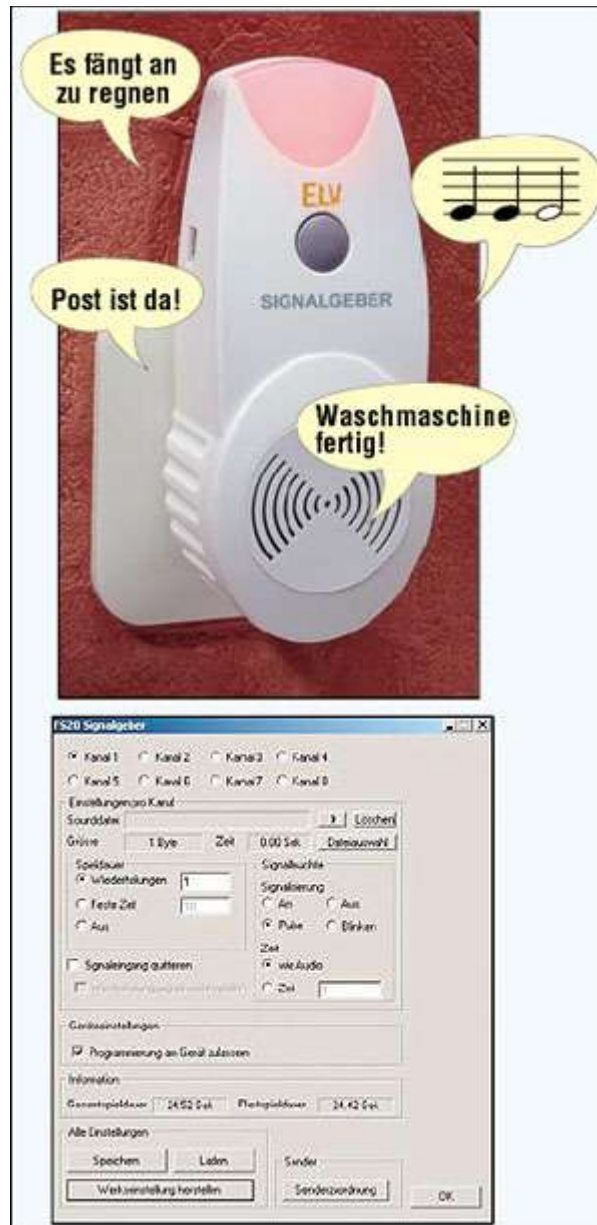 Es fängt an
zu regnen
ELV
Post ist da!
SIGNALGEBER
Waschmaschine
fertig!
FS20 Signalgeber
Kanal 1 Kanal 2 Kanal 3 Kanal 4
Kanal 5 Kanal 6 Kanal 7 Kanal 8
Einstellungen pro Kanal
Sounddatei Löschen
Grösse 1 Bye Zeit 0.00 Sek Dateiauswahl
Spieldauer Signalleuchte
Wiederholungen 1 Signalisierung
Feste Zeit An Aus
Aus Pulse Blinken
Zeit
Signaleingang quittieren wie Audio
Zeit
Geräteeinstellungen
Programmierung am Gerät zulassen
Information
Gesamtspieldauer 24,52 Sek Restspieldauer 24,42 Sek
Alle Einstellungen
Speichern Laden Sender
Werkseinstellung herstellen Senderzuordnung OK